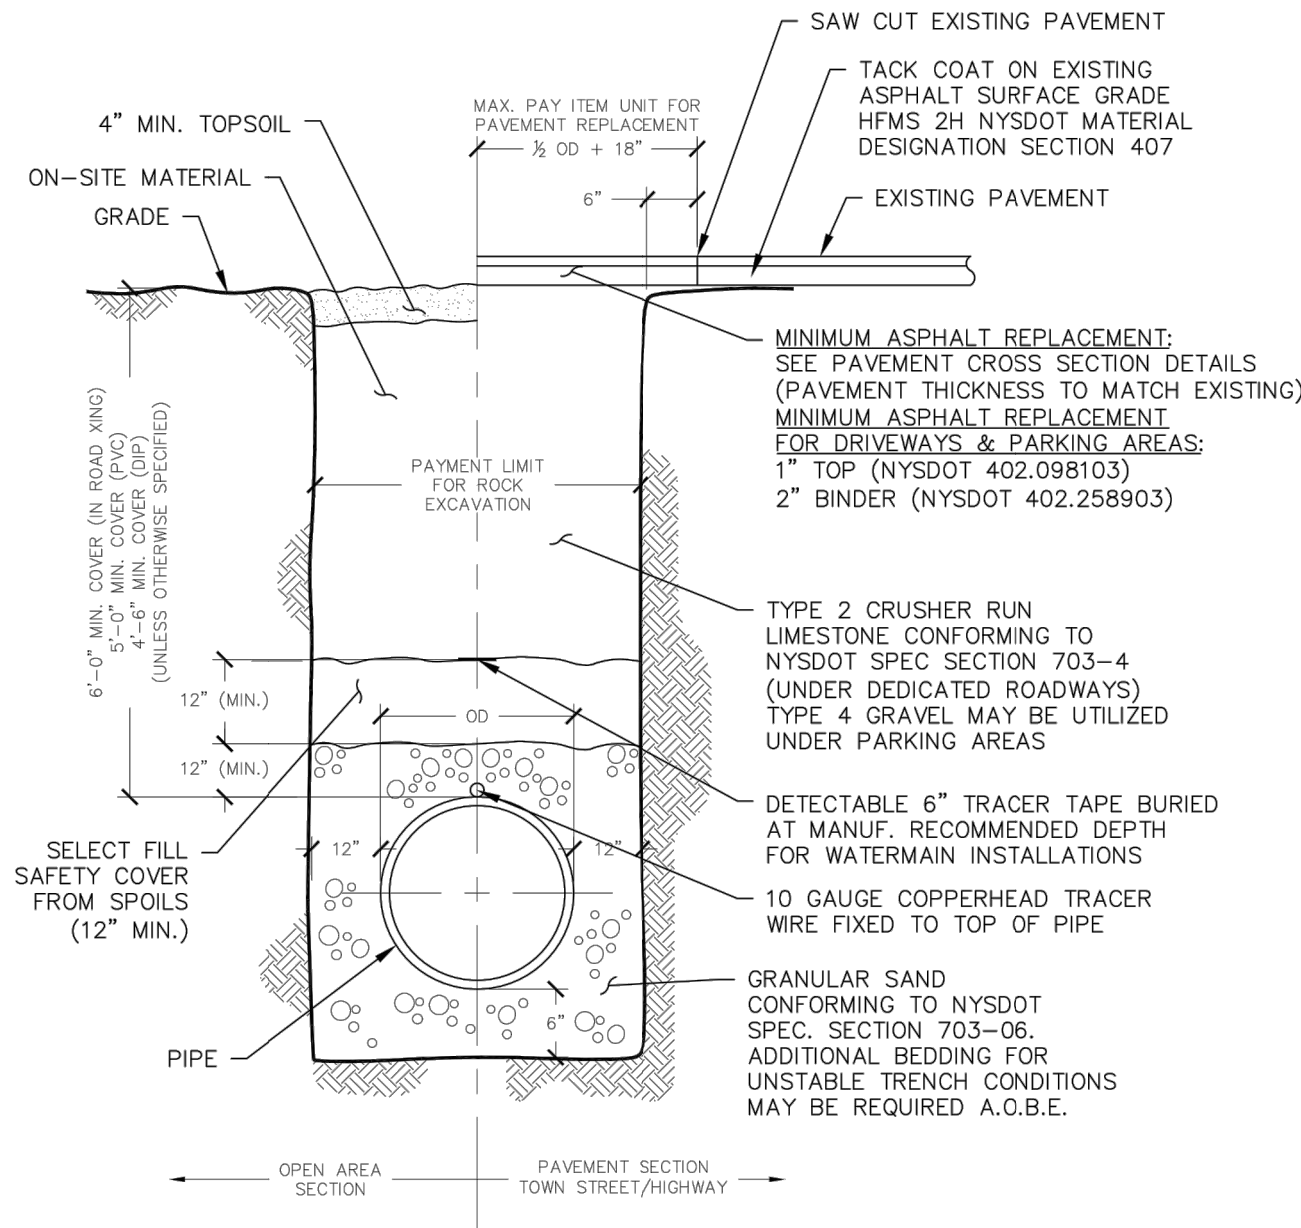 SAW CUT EXISTING PAVEMENT
TACK COAT ON EXISTING
ASPHALT SURFACE GRADE
HFMS 2H NYSDOT MATERIAL
DESIGNATION SECTION 407
MAX. PAY ITEM UNIT FOR
PAVEMENT REPLACEMENT
½ OD + 18"
6"
EXISTING PAVEMENT
4" MIN. TOPSOIL
ON-SITE MATERIAL
GRADE
MINIMUM ASPHALT REPLACEMENT:
SEE PAVEMENT CROSS SECTION DETAILS
(PAVEMENT THICKNESS TO MATCH EXISTING)
MINIMUM ASPHALT REPLACEMENT
FOR DRIVEWAYS & PARKING AREAS:
1" TOP (NYSDOT 402.098103)
2" BINDER (NYSDOT 402.258903)
PAYMENT LIMIT
FOR ROCK
EXCAVATION
6'-0" MIN. COVER (IN ROAD XING)
5'-0" MIN. COVER (PVC)
4'-6" MIN. COVER (DIP)
(UNLESS OTHERWISE SPECIFIED)
TYPE 2 CRUSHER RUN
LIMESTONE CONFORMING TO
NYSDOT SPEC SECTION 703-4
(UNDER DEDICATED ROADWAYS)
TYPE 4 GRAVEL MAY BE UTILIZED
UNDER PARKING AREAS
12" (MIN.)
OD
12" (MIN.)
DETECTABLE 6" TRACER TAPE BURIED
AT MANUF. RECOMMENDED DEPTH
FOR WATERMAIN INSTALLATIONS
SELECT FILL
SAFETY COVER
FROM SPOILS
(12" MIN.)
12"
12"
10 GAUGE COPPERHEAD TRACER
WIRE FIXED TO TOP OF PIPE
GRANULAR SAND
CONFORMING TO NYSDOT
SPEC. SECTION 703-06.
ADDITIONAL BEDDING FOR
UNSTABLE TRENCH CONDITIONS
MAY BE REQUIRED A.O.B.E.
6"
PIPE
OPEN AREA
SECTION
PAVEMENT SECTION
TOWN STREET/HIGHWAY